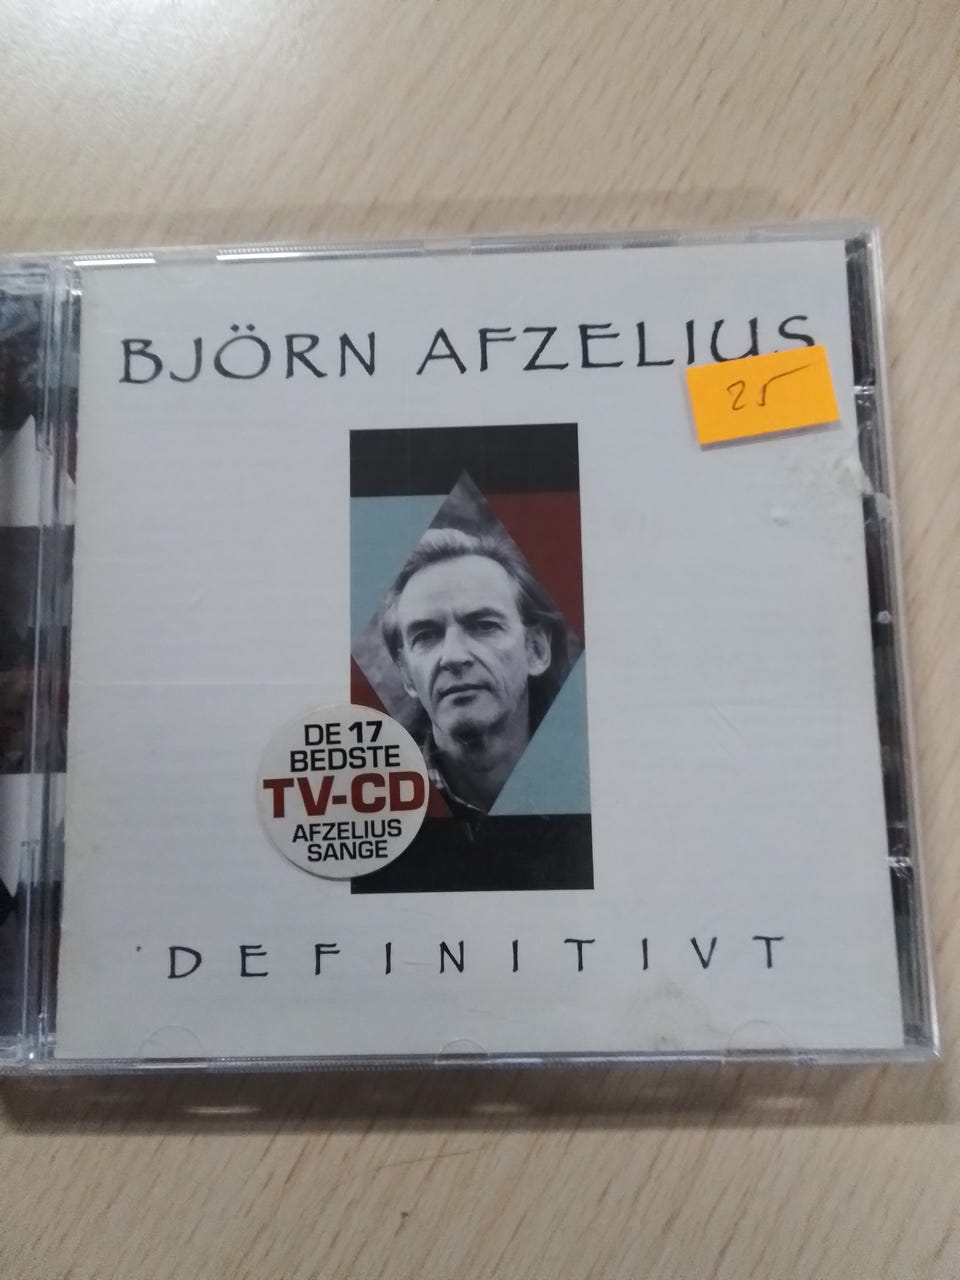 BJÖRN AFZELIUS
25
DE 17
BEDSTE
TV-CD
AFZELIUS
SANGE
DEFINITIVT